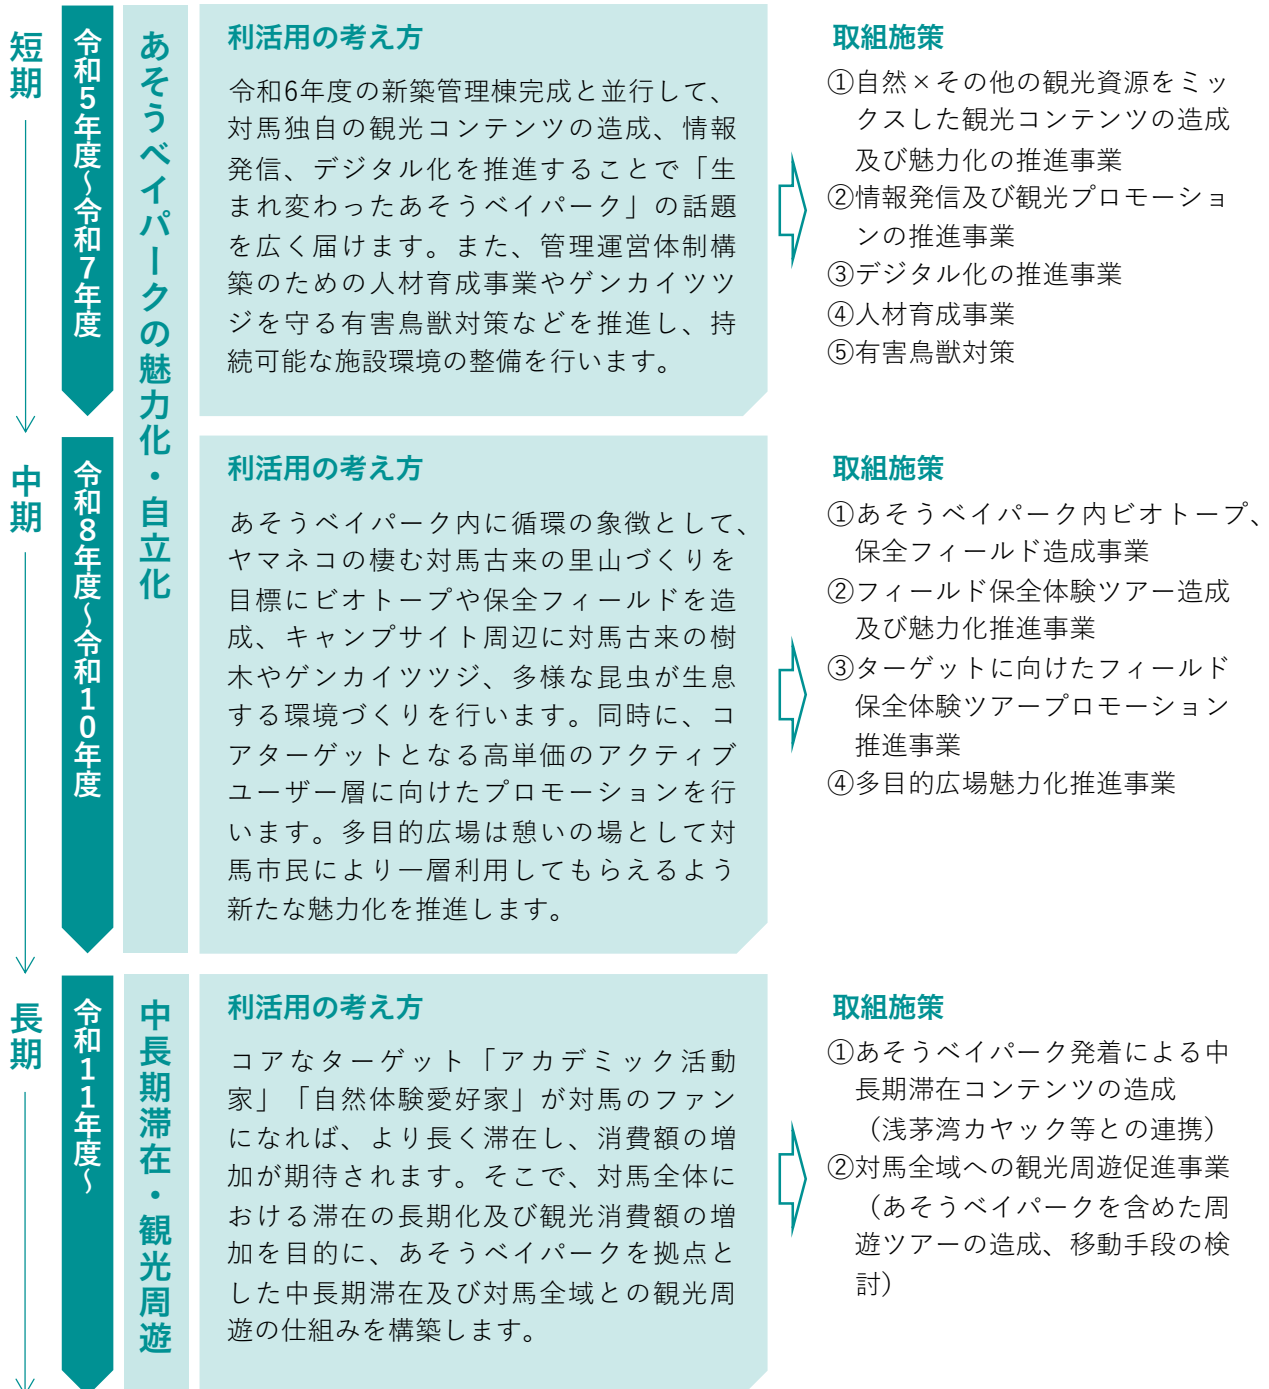 短期
令和5年度～令和7年度
あそうベイパークの魅力化・自立化
利活用の考え方
令和6年度の新築管理棟完成と並行して、
対馬独自の観光コンテンツの造成、情報
発信、デジタル化を推進することで「生
まれ変わったあそうベイパーク」の話題
を広く届けます。また、管理運営体制構
築のための人材育成事業やゲンカイツツ
ジを守る有害鳥獣対策などを推進し、持
続可能な施設環境の整備を行います。
取組施策
①自然×その他の観光資源をミッ
クスした観光コンテンツの造成
及び魅力化の推進事業
②情報発信及び観光プロモーショ
ンの推進事業
③デジタル化の推進事業
④人材育成事業
⑤有害鳥獣対策
中期
令和8年度～令和10年度
利活用の考え方
あそうベイパーク内に循環の象徴として、
ヤマネコの棲む対馬古来の里山づくりを
目標にビオトープや保全フィールドを造
成、キャンプサイト周辺に対馬古来の樹
木やゲンカイツツジ、多様な昆虫が生息
する環境づくりを行います。同時に、コ
アターゲットとなる高単価のアクティブ
ユーザー層に向けたプロモーションを行
います。多目的広場は憩いの場として対
馬市民により一層利用してもらえるよう
新たな魅力化を推進します。
取組施策
①あそうベイパーク内ビオトープ、
保全フィールド造成事業
②フィールド保全体験ツアー造成
及び魅力化推進事業
③ターゲットに向けたフィールド
保全体験ツアープロモーション
推進事業
④多目的広場魅力化推進事業
長期
令和11年度～
中長期滞在・観光周遊
利活用の考え方
コアなターゲット「アカデミック活動
家」「自然体験愛好家」が対馬のファン
になれば、より長く滞在し、消費額の増
加が期待されます。そこで、対馬全体に
おける滞在の長期化及び観光消費額の増
加を目的に、あそうベイパークを拠点と
した中長期滞在及び対馬全域との観光周
遊の仕組みを構築します。
取組施策
①あそうベイパーク発着による中
長期滞在コンテンツの造成
（浅茅湾カヤック等との連携）
②対馬全域への観光周遊促進事業
（あそうベイパークを含めた周
遊ツアーの造成、移動手段の検
討）